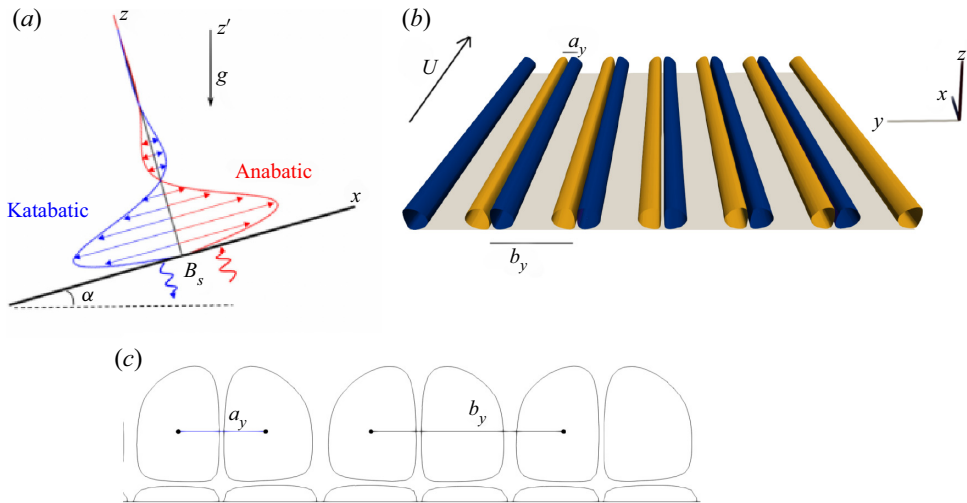 (a)
z
z′
g
Anabatic
Katabatic
x
B_s
α
(b)
U
a_y
b_y
z
x
y
(c)
a_y
b_y